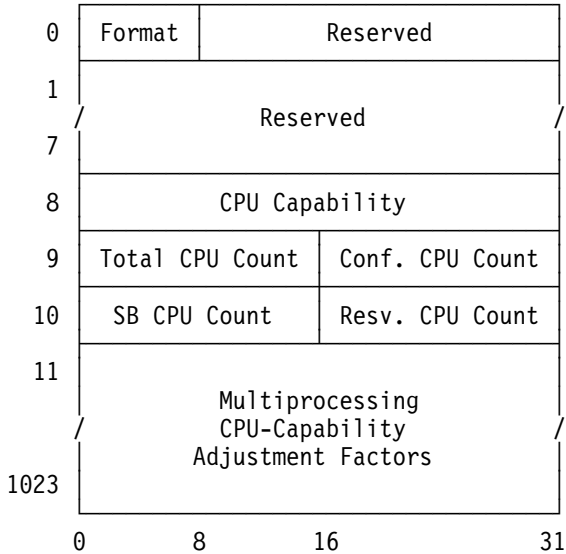 0 Format Reserved
1
Reserved
7
8 CPU Capability
9 Total CPU Count Conf. CPU Count
10 SB CPU Count Resv. CPU Count
11
Multiprocessing
CPU-Capability
Adjustment Factors
1023
0 8 16 31